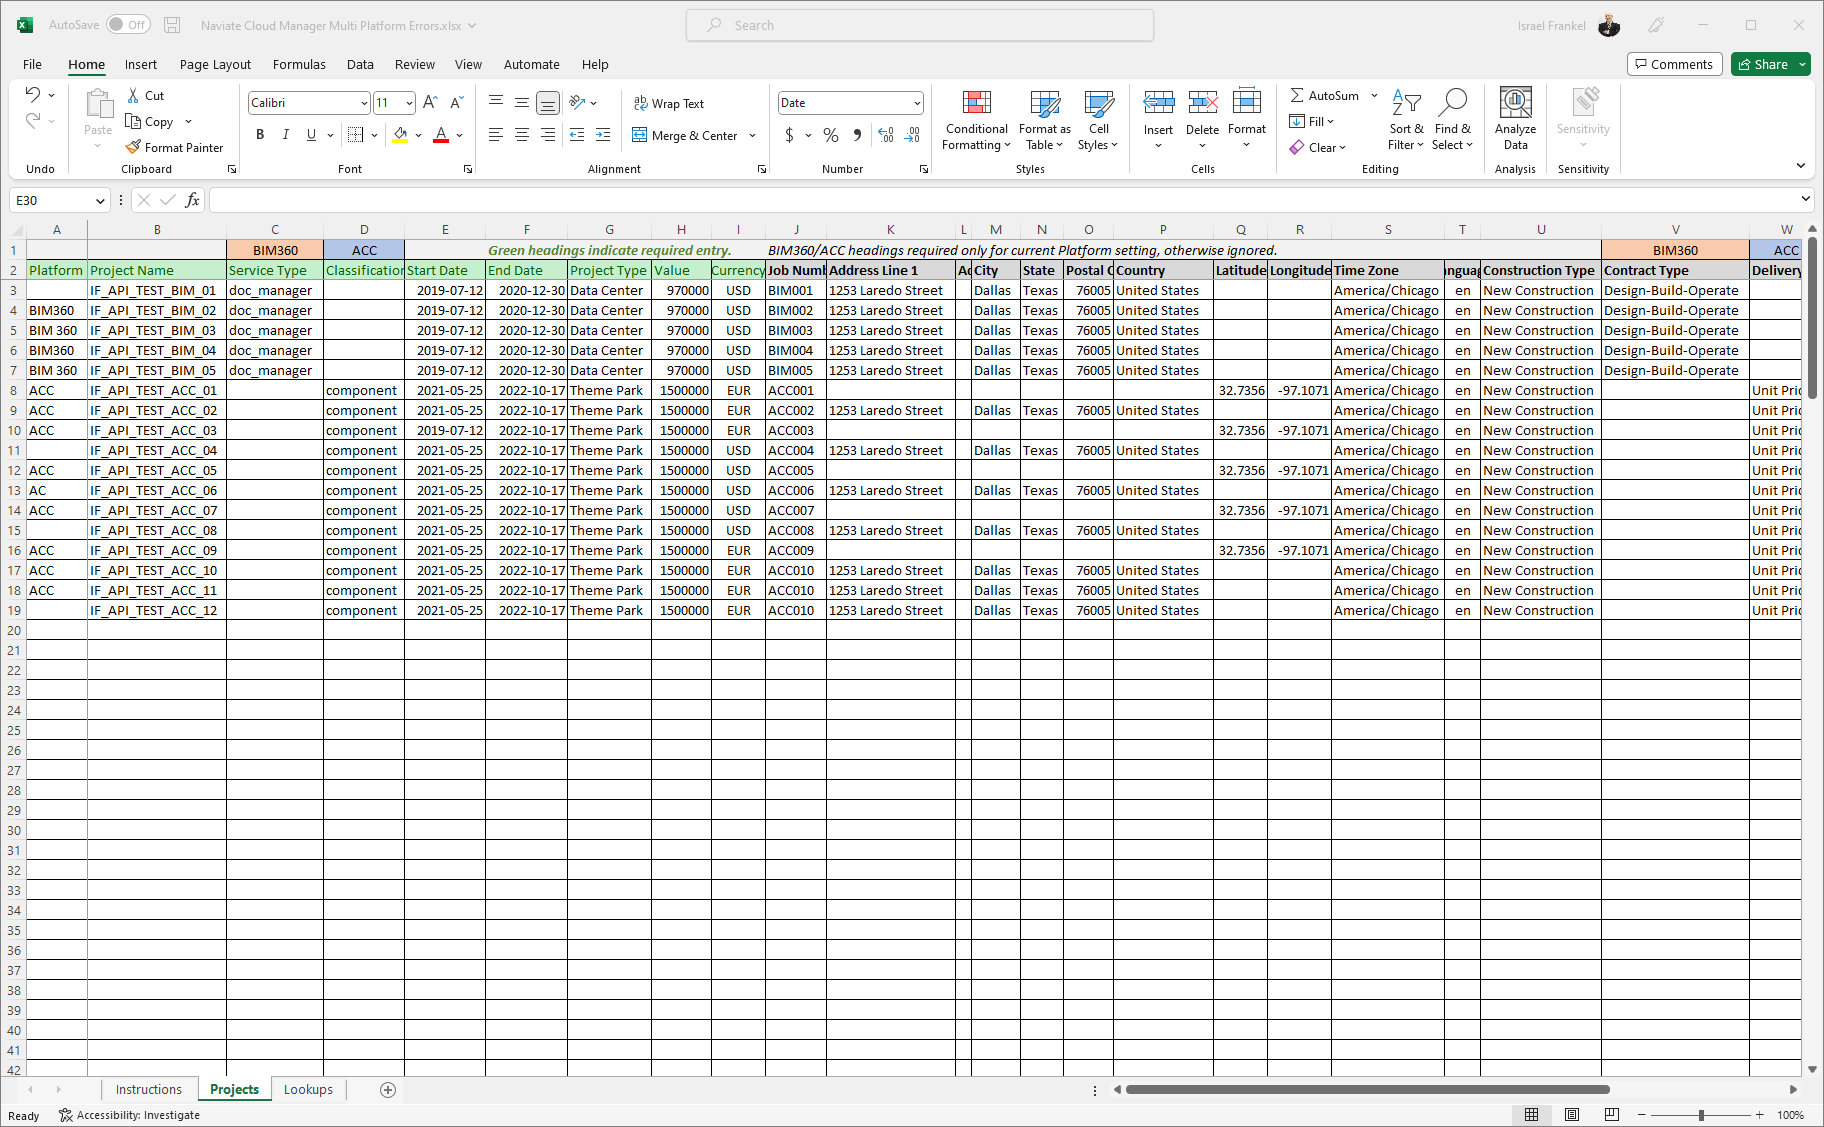 AutoSave Off Naviate Cloud Manager Multi Platform Errors.xlsx Search Israel Frankel
File Home Insert Page Layout Formulas Data Review View Automate Help Comments Share
Paste Cut Copy Format Painter
Calibri 11 B I U A A A
Wrap Text Merge & Center
Date $ % 9 .00
Conditional Formatting Format as Table Cell Styles
Insert Delete Format
AutoSum Fill Clear Sort & Filter Find & Select
Analyze Data Sensitivity
Undo Clipboard Font Alignment Number Styles Cells Editing Analysis Sensitivity
E30 fx
A B C D E F G H I J K L M N O P Q R S T U V W
1 BIM360 ACC Green headings indicate required entry. BIM360/ACC headings required only for current Platform setting, otherwise ignored. BIM360 ACC
2 Platform Project Name Service Type Classification Start Date End Date Project Type Value Currency Job Num Address Line 1 Ad City State Postal C Country Latitude Longitude Time Zone nguag Construction Type Contract Type Delivery
3 IF_API_TEST_BIM_01 doc_manager 2019-07-12 2020-12-30 Data Center 970000 USD BIM001 1253 Laredo Street Dallas Texas 76005 United States America/Chicago en New Construction Design-Build-Operate
4 BIM360 IF_API_TEST_BIM_02 doc_manager 2019-07-12 2020-12-30 Data Center 970000 USD BIM002 1253 Laredo Street Dallas Texas 76005 United States America/Chicago en New Construction Design-Build-Operate
5 BIM 360 IF_API_TEST_BIM_03 doc_manager 2019-07-12 2020-12-30 Data Center 970000 USD BIM003 1253 Laredo Street Dallas Texas 76005 United States America/Chicago en New Construction Design-Build-Operate
6 BIM360 IF_API_TEST_BIM_04 doc_manager 2019-07-12 2020-12-30 Data Center 970000 USD BIM004 1253 Laredo Street Dallas Texas 76005 United States America/Chicago en New Construction Design-Build-Operate
7 BIM 360 IF_API_TEST_BIM_05 doc_manager 2019-07-12 2020-12-30 Data Center 970000 USD BIM005 1253 Laredo Street Dallas Texas 76005 United States America/Chicago en New Construction Design-Build-Operate
8 ACC IF_API_TEST_ACC_01 component 2021-05-25 2022-10-17 Theme Park 1500000 EUR ACC001 32.7356 -97.1071 America/Chicago en New Construction Unit Pric
9 ACC IF_API_TEST_ACC_02 component 2021-05-25 2022-10-17 Theme Park 1500000 EUR ACC002 1253 Laredo Street Dallas Texas 76005 United States America/Chicago en New Construction Unit Pric
10 ACC IF_API_TEST_ACC_03 component 2019-07-12 2022-10-17 Theme Park 1500000 EUR ACC003 32.7356 -97.1071 America/Chicago en New Construction Unit Pric
11 IF_API_TEST_ACC_04 component 2021-05-25 2022-10-17 Theme Park 1500000 USD ACC004 1253 Laredo Street Dallas Texas 76005 United States America/Chicago en New Construction Unit Pric
12 ACC IF_API_TEST_ACC_05 component 2021-05-25 2022-10-17 Theme Park 1500000 USD ACC005 32.7356 -97.1071 America/Chicago en New Construction Unit Pric
13 AC IF_API_TEST_ACC_06 component 2021-05-25 2022-10-17 Theme Park 1500000 USD ACC006 1253 Laredo Street Dallas Texas 76005 United States America/Chicago en New Construction Unit Pric
14 ACC IF_API_TEST_ACC_07 component 2021-05-25 2022-10-17 Theme Park 1500000 USD ACC007 32.7356 -97.1071 America/Chicago en New Construction Unit Pric
15 IF_API_TEST_ACC_08 component 2021-05-25 2022-10-17 Theme Park 1500000 USD ACC008 1253 Laredo Street Dallas Texas 76005 United States America/Chicago en New Construction Unit Pric
16 ACC IF_API_TEST_ACC_09 component 2021-05-25 2022-10-17 Theme Park 1500000 EUR ACC009 32.7356 -97.1071 America/Chicago en New Construction Unit Pric
17 ACC IF_API_TEST_ACC_10 component 2021-05-25 2022-10-17 Theme Park 1500000 EUR ACC010 1253 Laredo Street Dallas Texas 76005 United States America/Chicago en New Construction Unit Pric
18 ACC IF_API_TEST_ACC_11 component 2021-05-25 2022-10-17 Theme Park 1500000 EUR ACC010 1253 Laredo Street Dallas Texas 76005 United States America/Chicago en New Construction Unit Pric
19 IF_API_TEST_ACC_12 component 2021-05-25 2022-10-17 Theme Park 1500000 EUR ACC010 1253 Laredo Street Dallas Texas 76005 United States America/Chicago en New Construction Unit Pric
20
21
22
23
24
25
26
27
28
29
30
31
32
33
34
35
36
37
38
39
40
41
42
Instructions Projects Lookups
Ready Accessibility: Investigate 100%